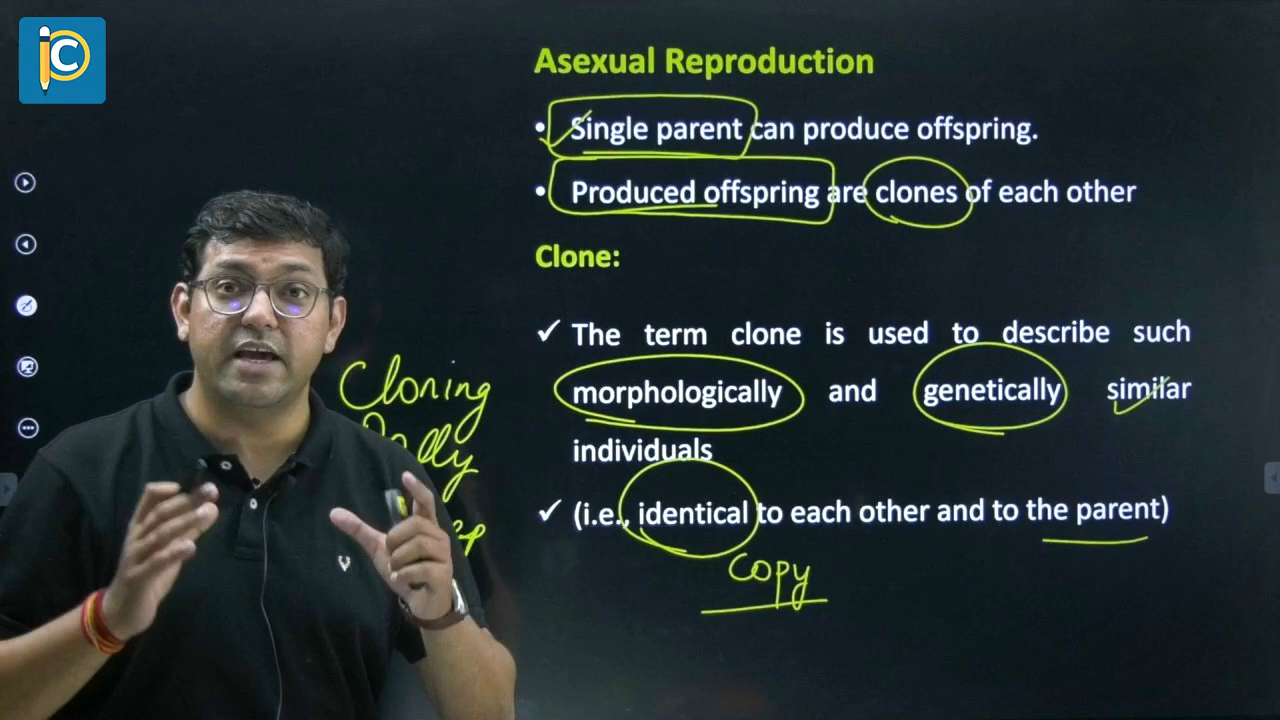 C
Asexual Reproduction
• Single parent can produce offspring.
• Produced offspring are clones of each other
Clone:
✓ The term clone is used to describe such
morphologically and genetically similar
individuals
✓ (i.e., identical to each other and to the parent)
copy
Cloning